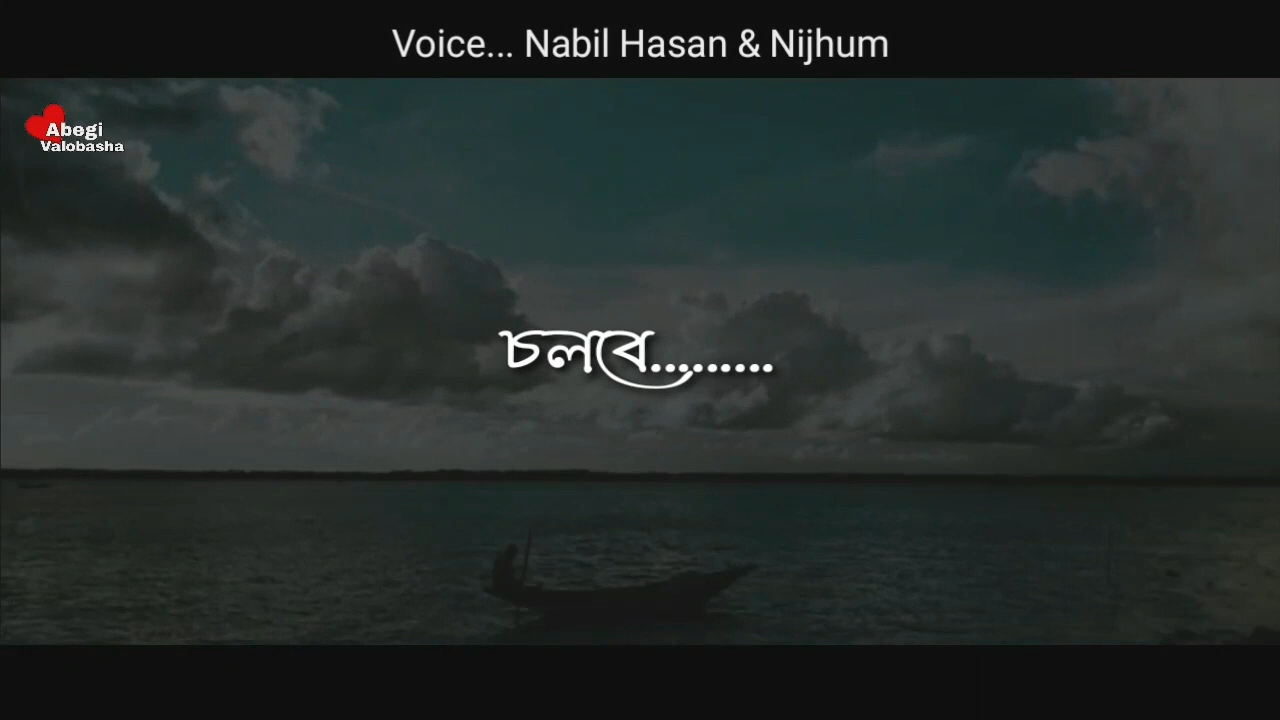 Voice... Nabil Hasan & Nijhum
Abegi
Valobasha
চলবে.........